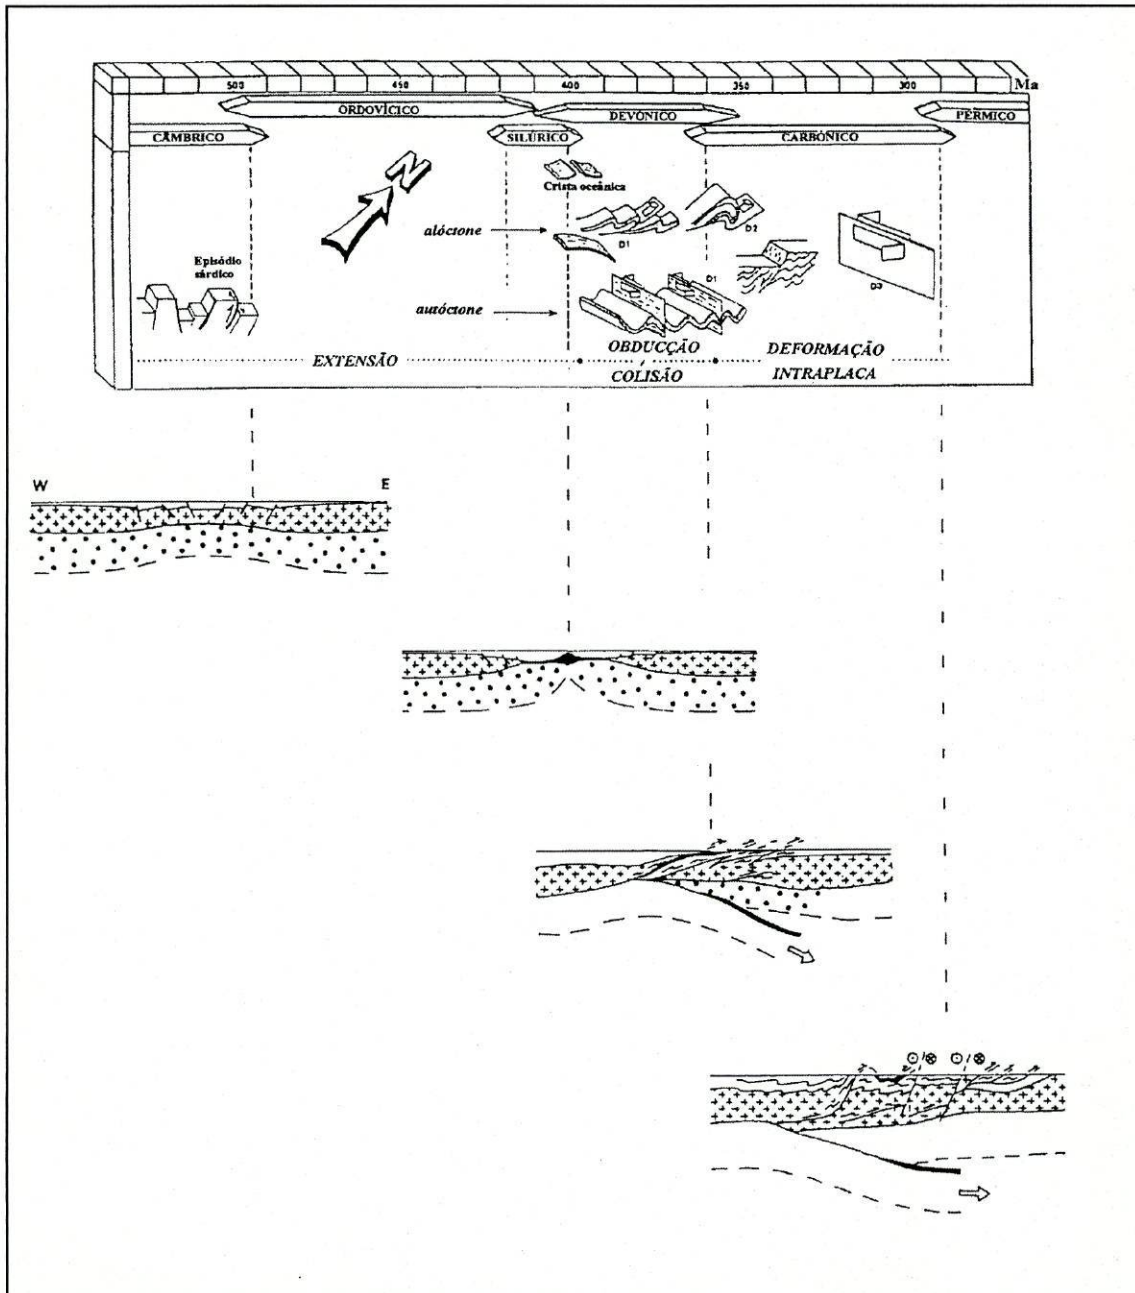 500 450 400 350 300 Ma
ORDOVÍCICO DEVÓNICO PÉRMICO
CÂMBRICO SILÚRICO CARBÓNICO
N
Crista oceânica
alóctone D1 D2
Episódio sárdico
autóctone D1 D3
EXTENSÃO OBDUCÇÃO DEFORMAÇÃO
COLISÃO INTRAPLACA
W E